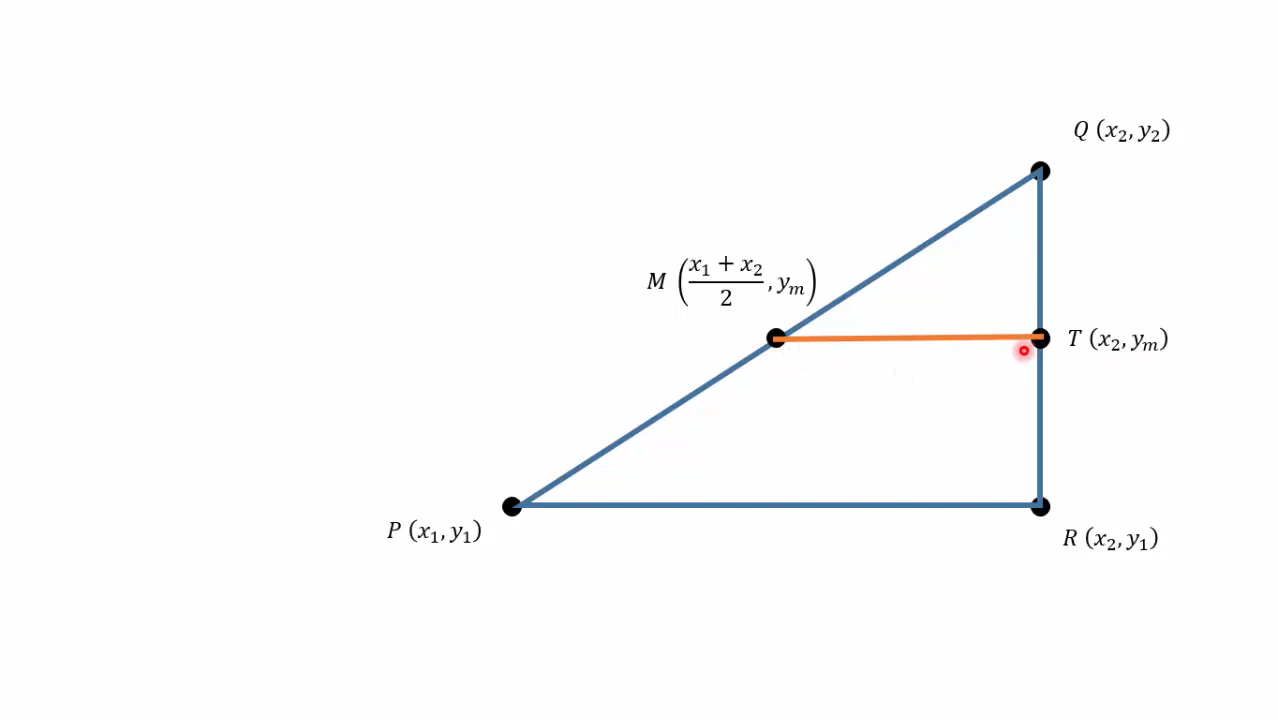 Q (x₂, y₂)
M ((x₁ + x₂)/2, yₘ)
T (x₂, yₘ)
P (x₁, y₁)
R (x₂, y₁)